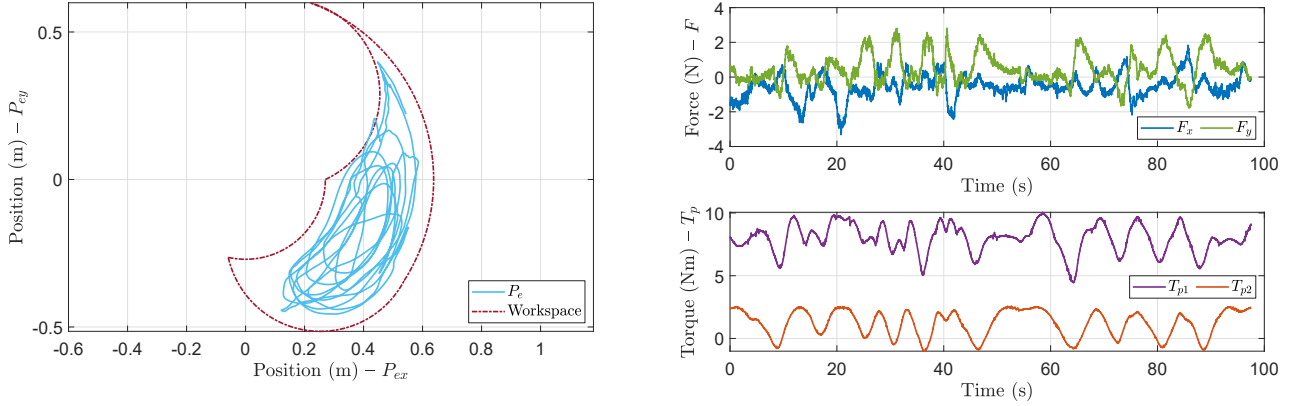 0.5
0
-0.5
Position (m) – P_ey
-0.6
-0.4
-0.2
0
0.2
0.4
0.6
0.8
1
Position (m) – P_ex
P_e
Workspace
4
2
0
-2
-4
Force (N) – F
0
20
40
60
80
100
Time (s)
F_x
F_y
10
5
0
Torque (Nm) – T_p
0
20
40
60
80
100
Time (s)
T_p1
T_p2